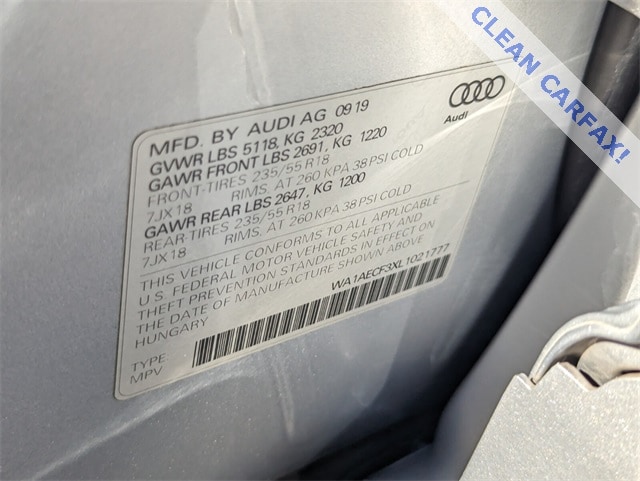 CLEAN CARFAX!
MFD. BY AUDI AG 09 19
GVWR LBS 5118, KG 2320
GAWR FRONT LBS 2691, KG 1220
FRONT-TIRES 235/55 R18
7JX18 RIMS, AT 260 KPA 38 PSI COLD
GAWR REAR LBS 2647, KG 1200
REAR-TIRES 235/55 R18
7JX18 RIMS, AT 260 KPA 38 PSI COLD
THIS VEHICLE CONFORMS TO ALL APPLICABLE
U.S. FEDERAL MOTOR VEHICLE SAFETY AND
THEFT PREVENTION STANDARDS IN EFFECT ON
THE DATE OF MANUFACTURE SHOWN ABOVE
HUNGARY WA1AECF3XL1021777
TYPE
MPV
Audi